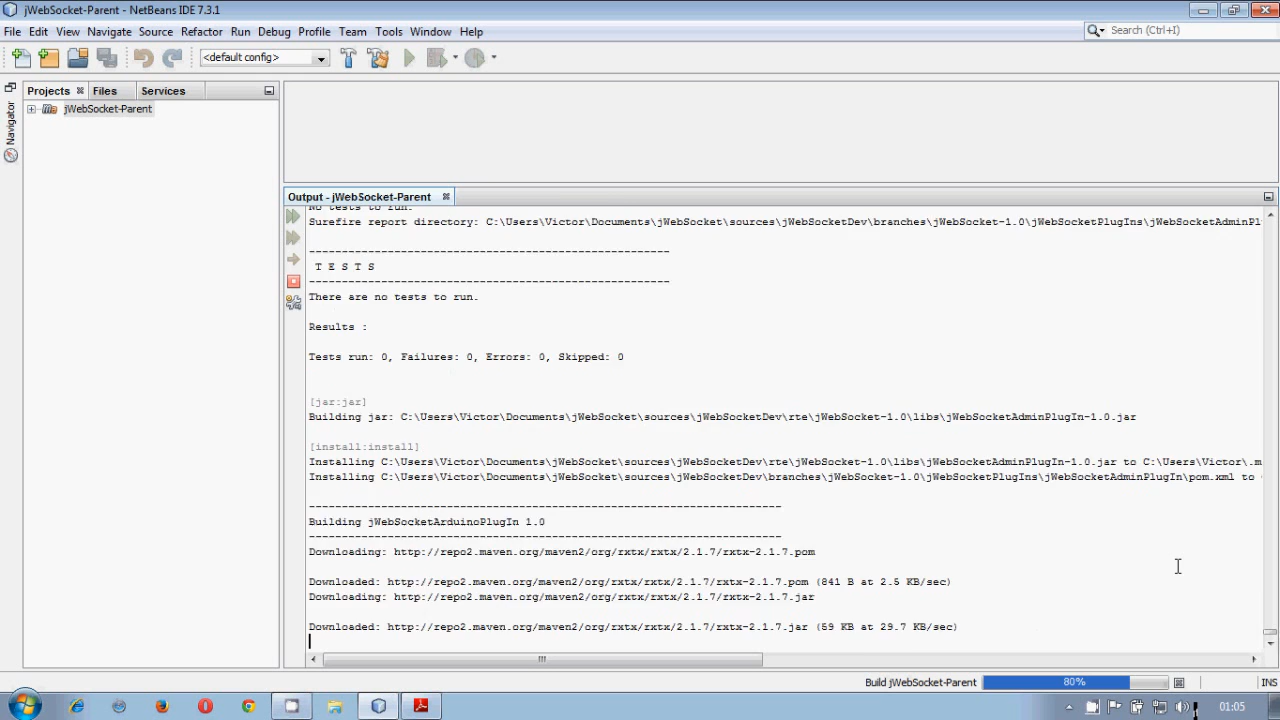 jWebSocket-Parent - NetBeans IDE 7.3.1
File Edit View Navigate Source Refactor Run Debug Profile Team Tools Window Help
Search (Ctrl+I)
<default config>
Projects Files Services
Navigator
jWebSocket-Parent
Output - jWebSocket-Parent
No tests to run.
Surefire report directory: C:\Users\Victor\Documents\jWebSocket\sources\jWebSocketDev\branches\jWebSocket-1.0\jWebSocketPlugIns\jWebSocketAdminPl
-------------------------------------------------------
T E S T S
-------------------------------------------------------
There are no tests to run.
Results :
Tests run: 0, Failures: 0, Errors: 0, Skipped: 0
[jar:jar]
Building jar: C:\Users\Victor\Documents\jWebSocket\sources\jWebSocketDev\rte\jWebSocket-1.0\libs\jWebSocketAdminPlugIn-1.0.jar
[install:install]
Installing C:\Users\Victor\Documents\jWebSocket\sources\jWebSocketDev\rte\jWebSocket-1.0\libs\jWebSocketAdminPlugIn-1.0.jar to C:\Users\Victor\.m
Installing C:\Users\Victor\Documents\jWebSocket\sources\jWebSocketDev\branches\jWebSocket-1.0\jWebSocketPlugIns\jWebSocketAdminPlugIn\pom.xml to
------------------------------------------------------------------------
Building jWebSocketArduinoPlugIn 1.0
------------------------------------------------------------------------
Downloading: http://repo2.maven.org/maven2/org/rxtx/rxtx/2.1.7/rxtx-2.1.7.pom
Downloaded: http://repo2.maven.org/maven2/org/rxtx/rxtx/2.1.7/rxtx-2.1.7.pom (841 B at 2.5 KB/sec)
Downloading: http://repo2.maven.org/maven2/org/rxtx/rxtx/2.1.7/rxtx-2.1.7.jar
Downloaded: http://repo2.maven.org/maven2/org/rxtx/rxtx/2.1.7/rxtx-2.1.7.jar (59 KB at 29.7 KB/sec)
Build jWebSocket-Parent 80% INS
01:05